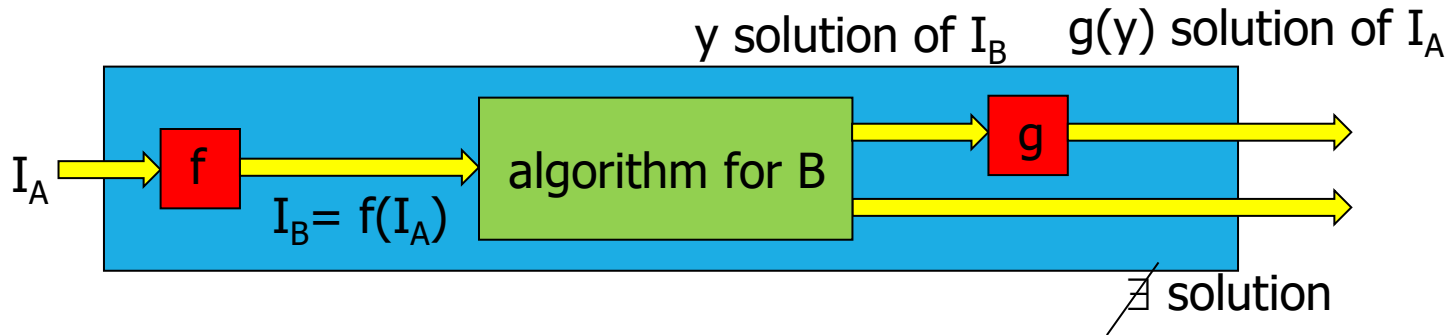 y solution of I_B
g(y) solution of I_A
I_A
f
I_B= f(I_A)
algorithm for B
g
∄ solution